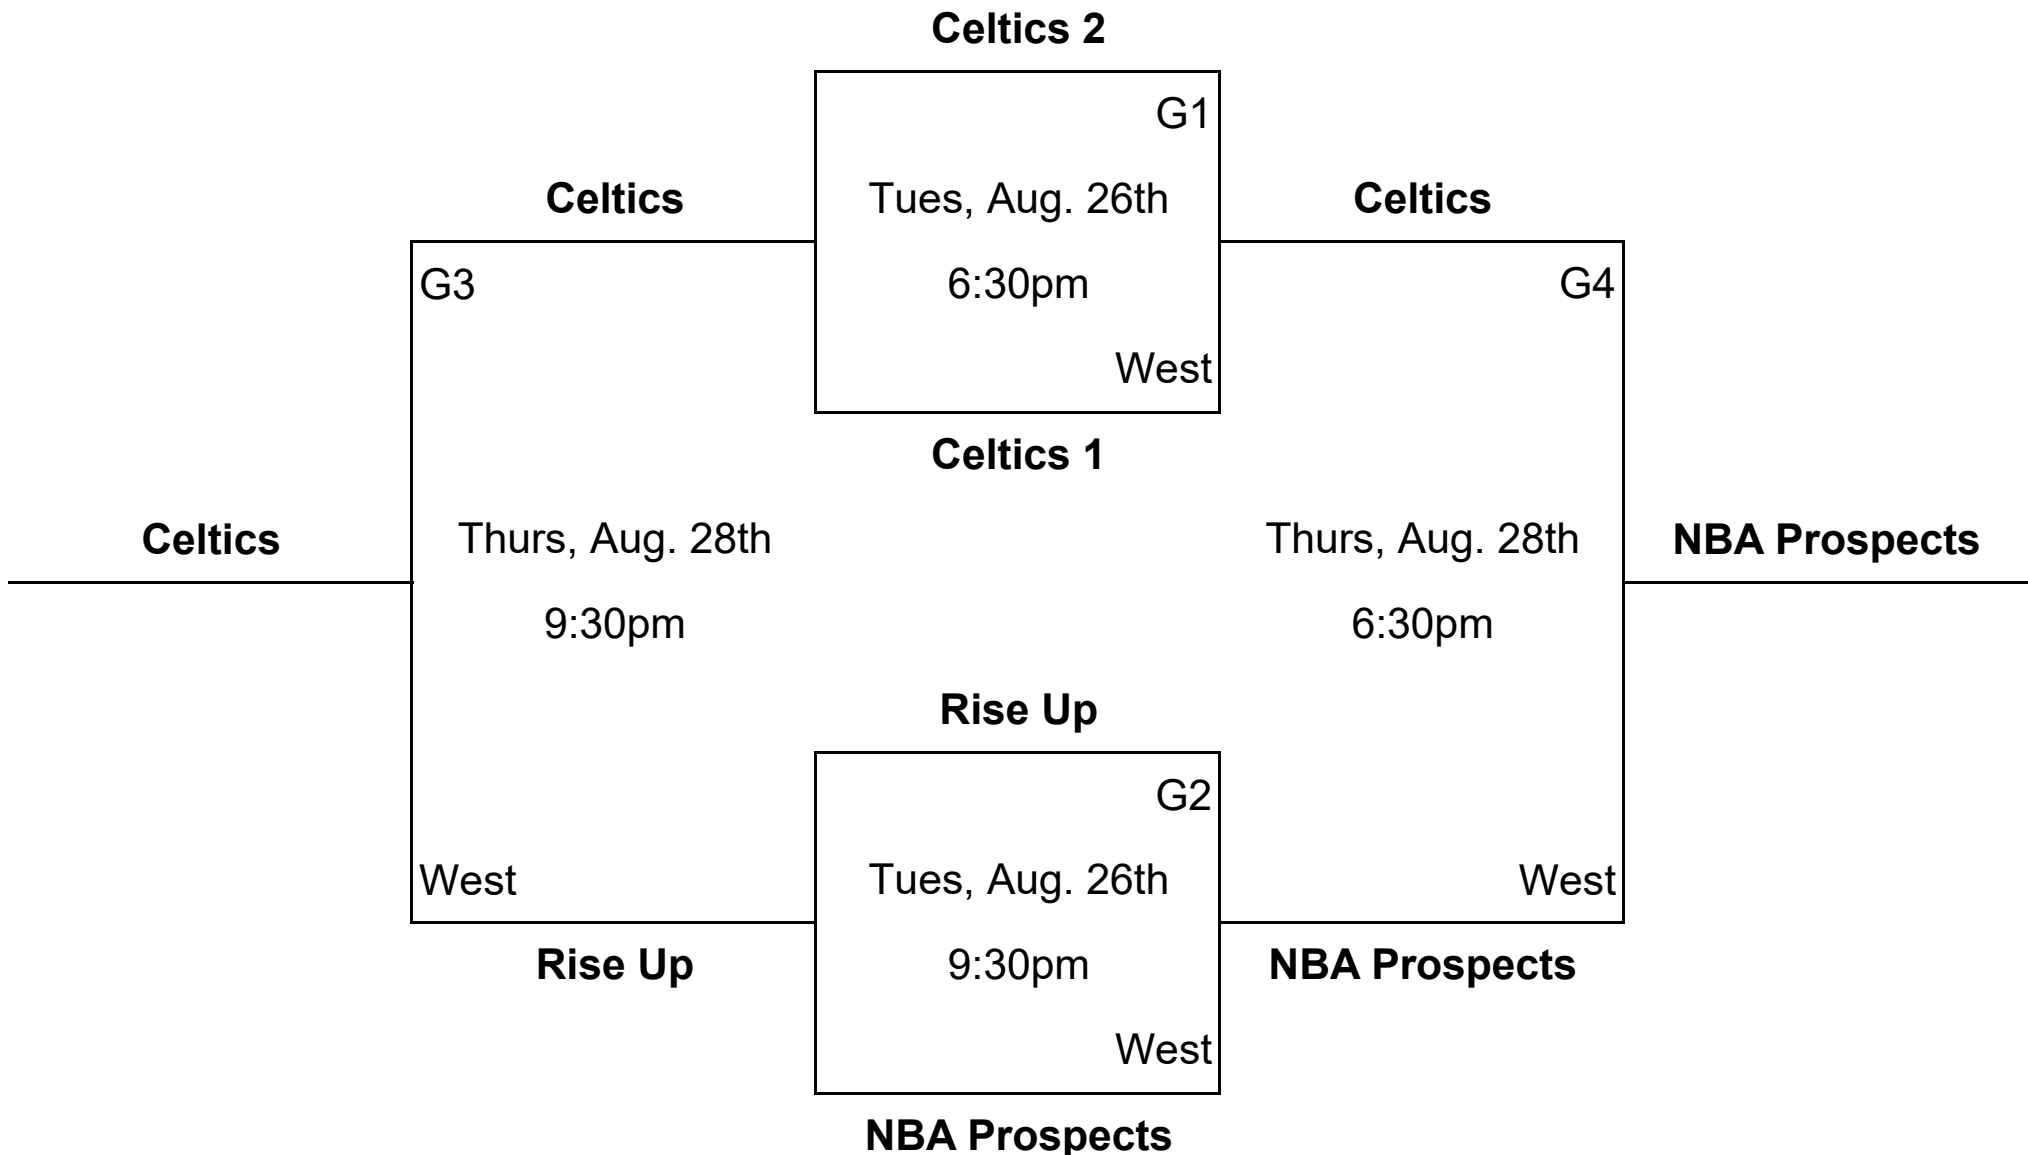 Celtics 2
G1
Celtics
Tues, Aug. 26th
Celtics
G3
6:30pm
G4
West
Celtics 1
Celtics
Thurs, Aug. 28th
Thurs, Aug. 28th
NBA Prospects
9:30pm
6:30pm
Rise Up
G2
West
Tues, Aug. 26th
West
Rise Up
9:30pm
NBA Prospects
West
NBA Prospects